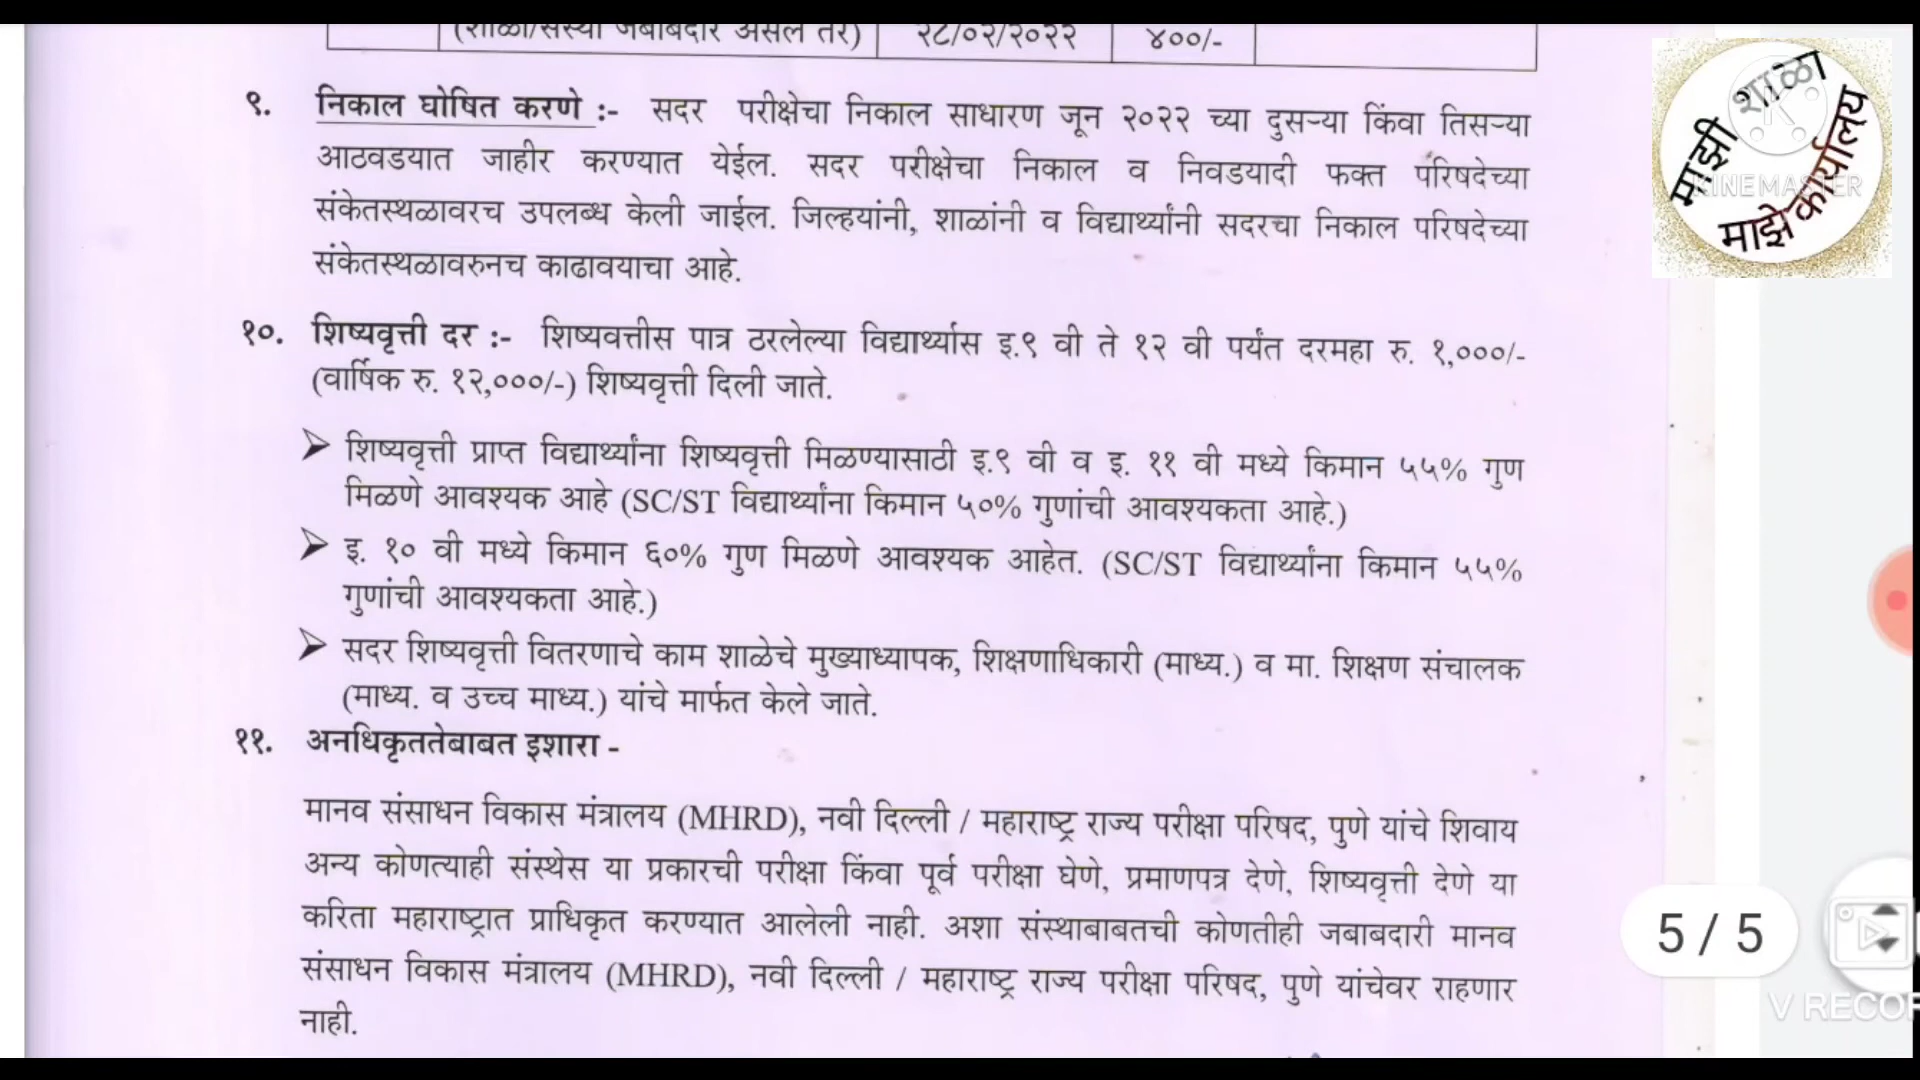 (शाळा/संस्था जबाबदार असेल तर) २८/०२/२०२२ ४००/-
९. निकाल घोषित करणे :- सदर परीक्षेचा निकाल साधारण जून २०२२ च्या दुसऱ्या किंवा तिसऱ्या
आठवडयात जाहीर करण्यात येईल. सदर परीक्षेचा निकाल व निवडयादी फक्त परिषदेच्या
संकेतस्थळावरच उपलब्ध केली जाईल. जिल्हयांनी, शाळांनी व विद्यार्थ्यांनी सदरचा निकाल परिषदेच्या
संकेतस्थळावरुनच काढावयाचा आहे.
१०. शिष्यवृत्ती दर :- शिष्यवत्तीस पात्र ठरलेल्या विद्यार्थ्यास इ.९ वी ते १२ वी पर्यंत दरमहा रु. १,०००/-
(वार्षिक रु. १२,०००/-) शिष्यवृत्ती दिली जाते.
➢ शिष्यवृत्ती प्राप्त विद्यार्थ्यांना शिष्यवृत्ती मिळण्यासाठी इ.९ वी व इ. ११ वी मध्ये किमान ५५% गुण
मिळणे आवश्यक आहे (SC/ST विद्यार्थ्यांना किमान ५०% गुणांची आवश्यकता आहे.)
➢ इ. १० वी मध्ये किमान ६०% गुण मिळणे आवश्यक आहेत. (SC/ST विद्यार्थ्यांना किमान ५५%
गुणांची आवश्यकता आहे.)
➢ सदर शिष्यवृत्ती वितरणाचे काम शाळेचे मुख्याध्यापक, शिक्षणाधिकारी (माध्य.) व मा. शिक्षण संचालक
(माध्य. व उच्च माध्य.) यांचे मार्फत केले जाते.
११. अनधिकृततेबाबत इशारा -
मानव संसाधन विकास मंत्रालय (MHRD), नवी दिल्ली / महाराष्ट्र राज्य परीक्षा परिषद, पुणे यांचे शिवाय
अन्य कोणत्याही संस्थेस या प्रकारची परीक्षा किंवा पूर्व परीक्षा घेणे, प्रमाणपत्र देणे, शिष्यवृत्ती देणे या
करिता महाराष्ट्रात प्राधिकृत करण्यात आलेली नाही. अशा संस्थाबाबतची कोणतीही जबाबदारी मानव
संसाधन विकास मंत्रालय (MHRD), नवी दिल्ली / महाराष्ट्र राज्य परीक्षा परिषद, पुणे यांचेवर राहणार
नाही.
माझी शाळा
माझे कार्यालय
KINEMASTER
5 / 5
V RECOR